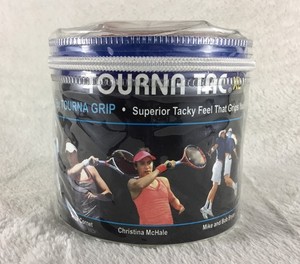 TOURNA TAC
TOURNA GRIP • Superior Tacky Feel That Grips
Christina McHale
Mike and Bob